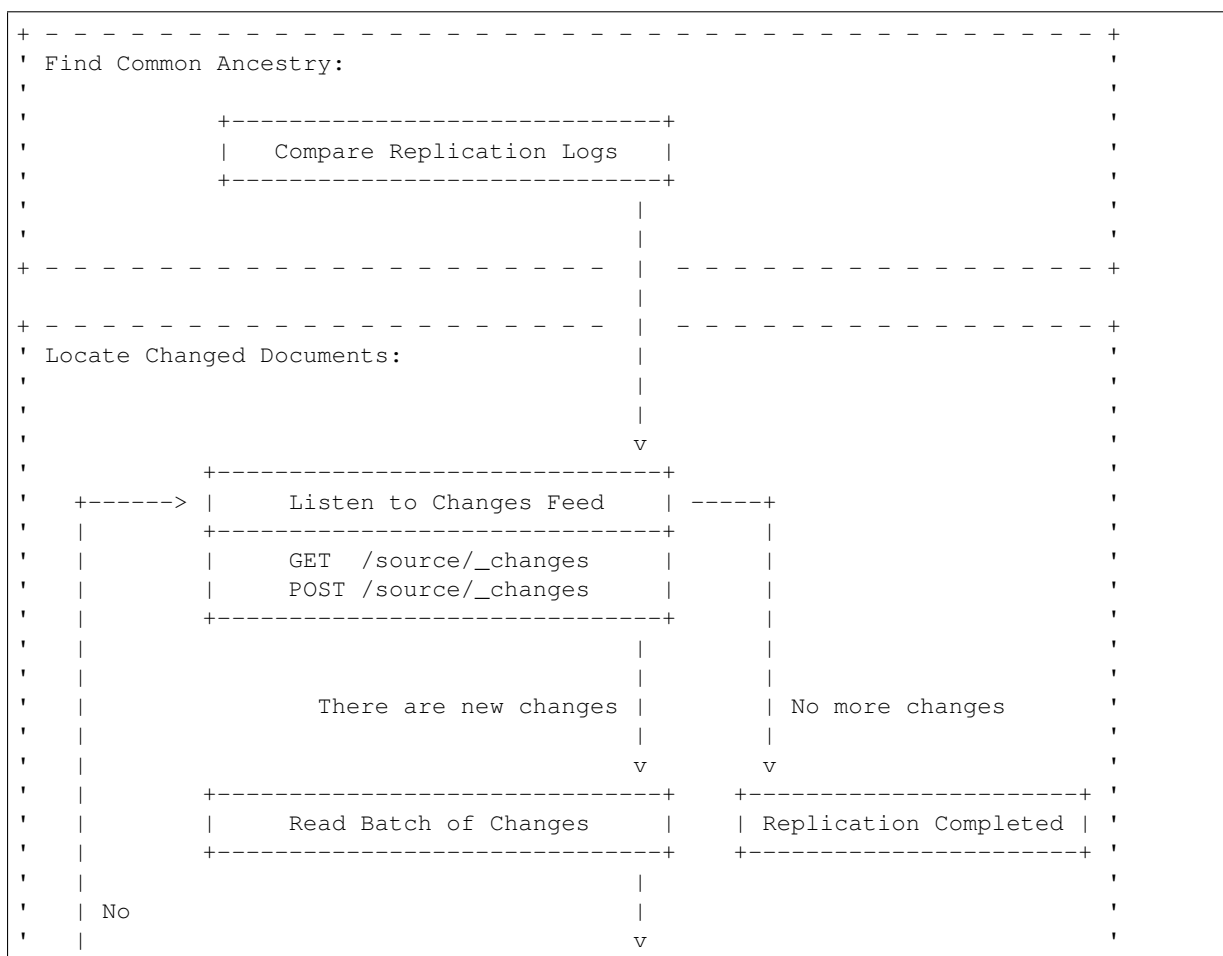 + - - - - - - - - - - - - - - - - - - - - - - - - - - - - - - - - - - - - - +
' Find Common Ancestry:                                                     '
'                                                                           '
'             +------------------------------+                              '
'             |   Compare Replication Logs   |                              '
'             +------------------------------+                              '
'                                          |                                '
'                                          |                                '
+ - - - - - - - - - - - - - - - - - - - -  |  - - - - - - - - - - - - - - - +
                                           |
+ - - - - - - - - - - - - - - - - - - - -  |  - - - - - - - - - - - - - - - +
' Locate Changed Documents:                |                                '
'                                          |                                '
'                                          |                                '
'                                          v                                '
'            +-------------------------------+                              '
'   +------> |     Listen to Changes Feed    | -----+                       '
'   |        +-------------------------------+      |                       '
'   |        |     GET  /source/_changes     |      |                       '
'   |        |     POST /source/_changes     |      |                       '
'   |        +-------------------------------+      |                       '
'   |                                      |        |                       '
'   |                                      |        |                       '
'   |                There are new changes |        | No more changes       '
'   |                                      |        |                       '
'   |                                      v        v                       '
'   |        +-------------------------------+    +-----------------------+ '
'   |        |     Read Batch of Changes     |    | Replication Completed | '
'   |        +-------------------------------+    +-----------------------+ '
'   |                                      |                                '
'   | No                                   |                                '
'   |                                      v                                '